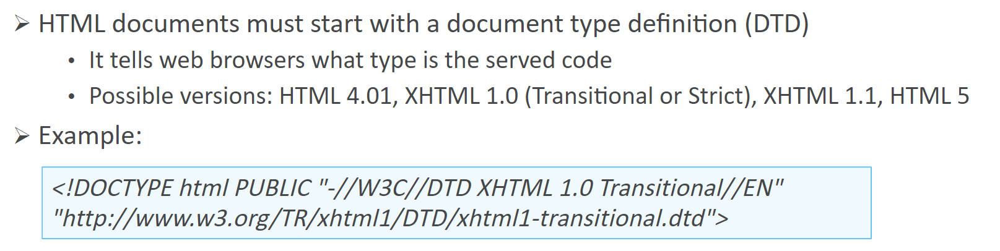 ➢ HTML documents must start with a document type definition (DTD)
• It tells web browsers what type is the served code
• Possible versions: HTML 4.01, XHTML 1.0 (Transitional or Strict), XHTML 1.1, HTML 5
➢ Example:
<!DOCTYPE html PUBLIC "-//W3C//DTD XHTML 1.0 Transitional//EN"
"http://www.w3.org/TR/xhtml1/DTD/xhtml1-transitional.dtd">